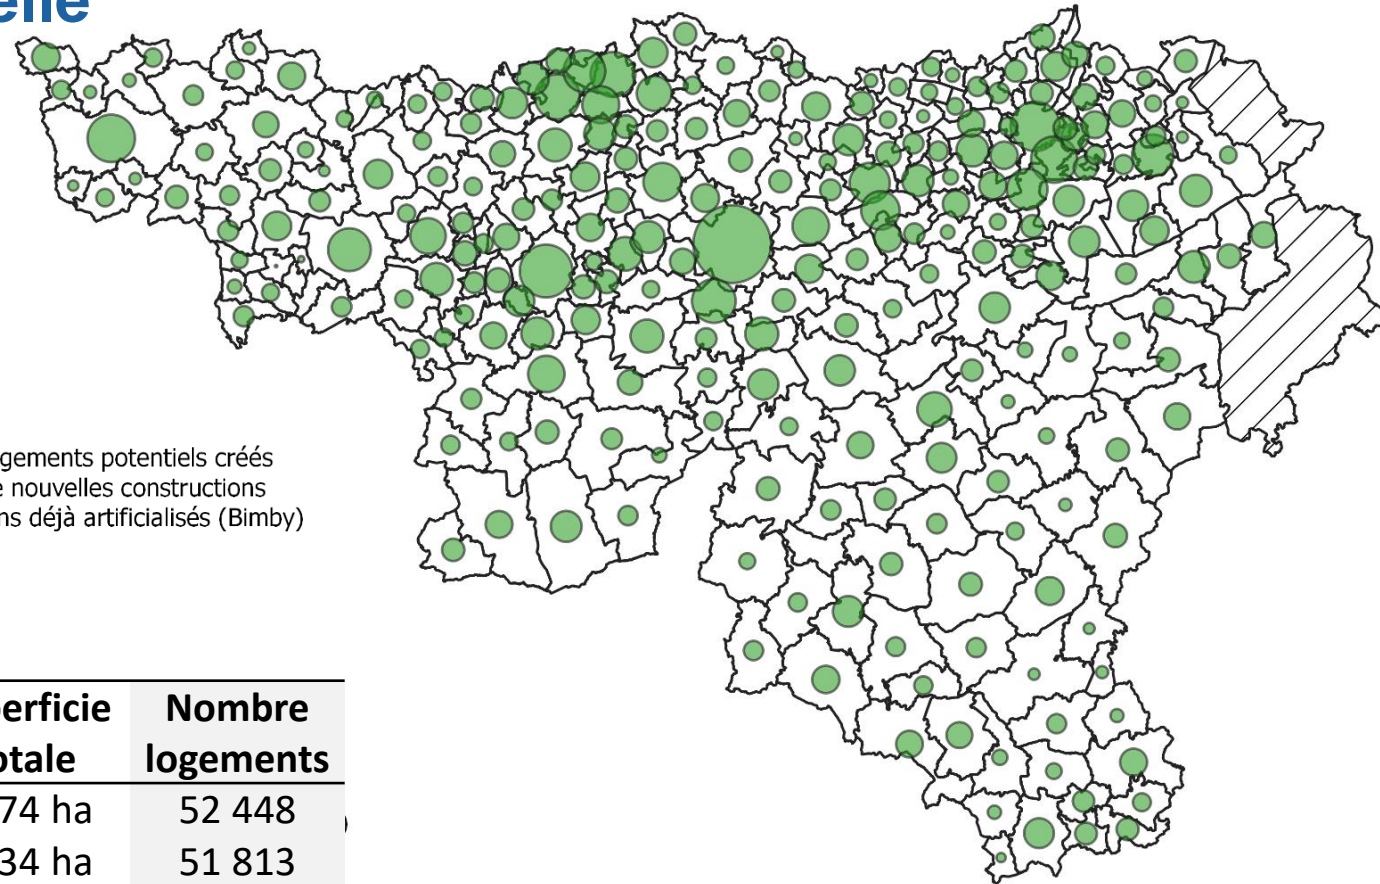 elle
gements potentiels créés
e nouvelles constructions
ns déjà artificialisés (Bimby)
erficie Nombre
otale logements
74 ha 52 448
34 ha 51 813